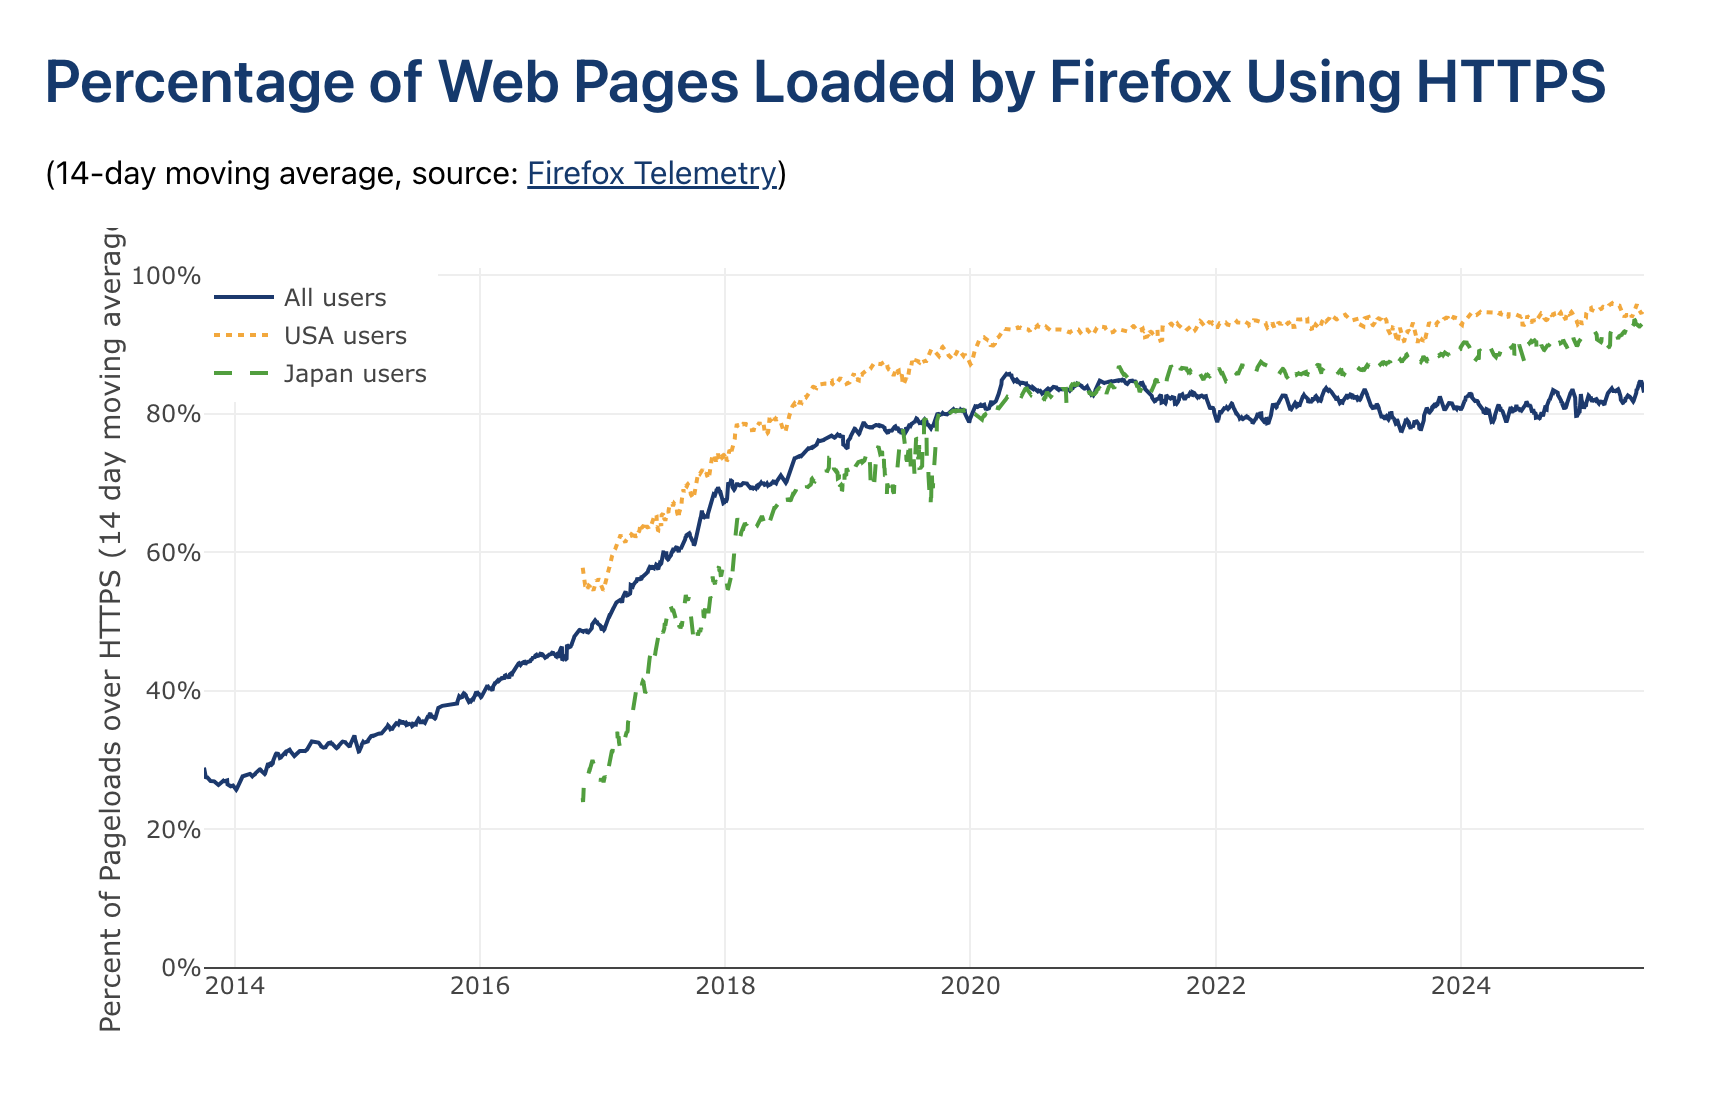 Percentage of Web Pages Loaded by Firefox Using HTTPS
(14-day moving average, source: Firefox Telemetry)
Percent of Pageloads over HTTPS (14 day moving average
100%
80%
60%
40%
20%
0%
All users
USA users
Japan users
2014 2016 2018 2020 2022 2024